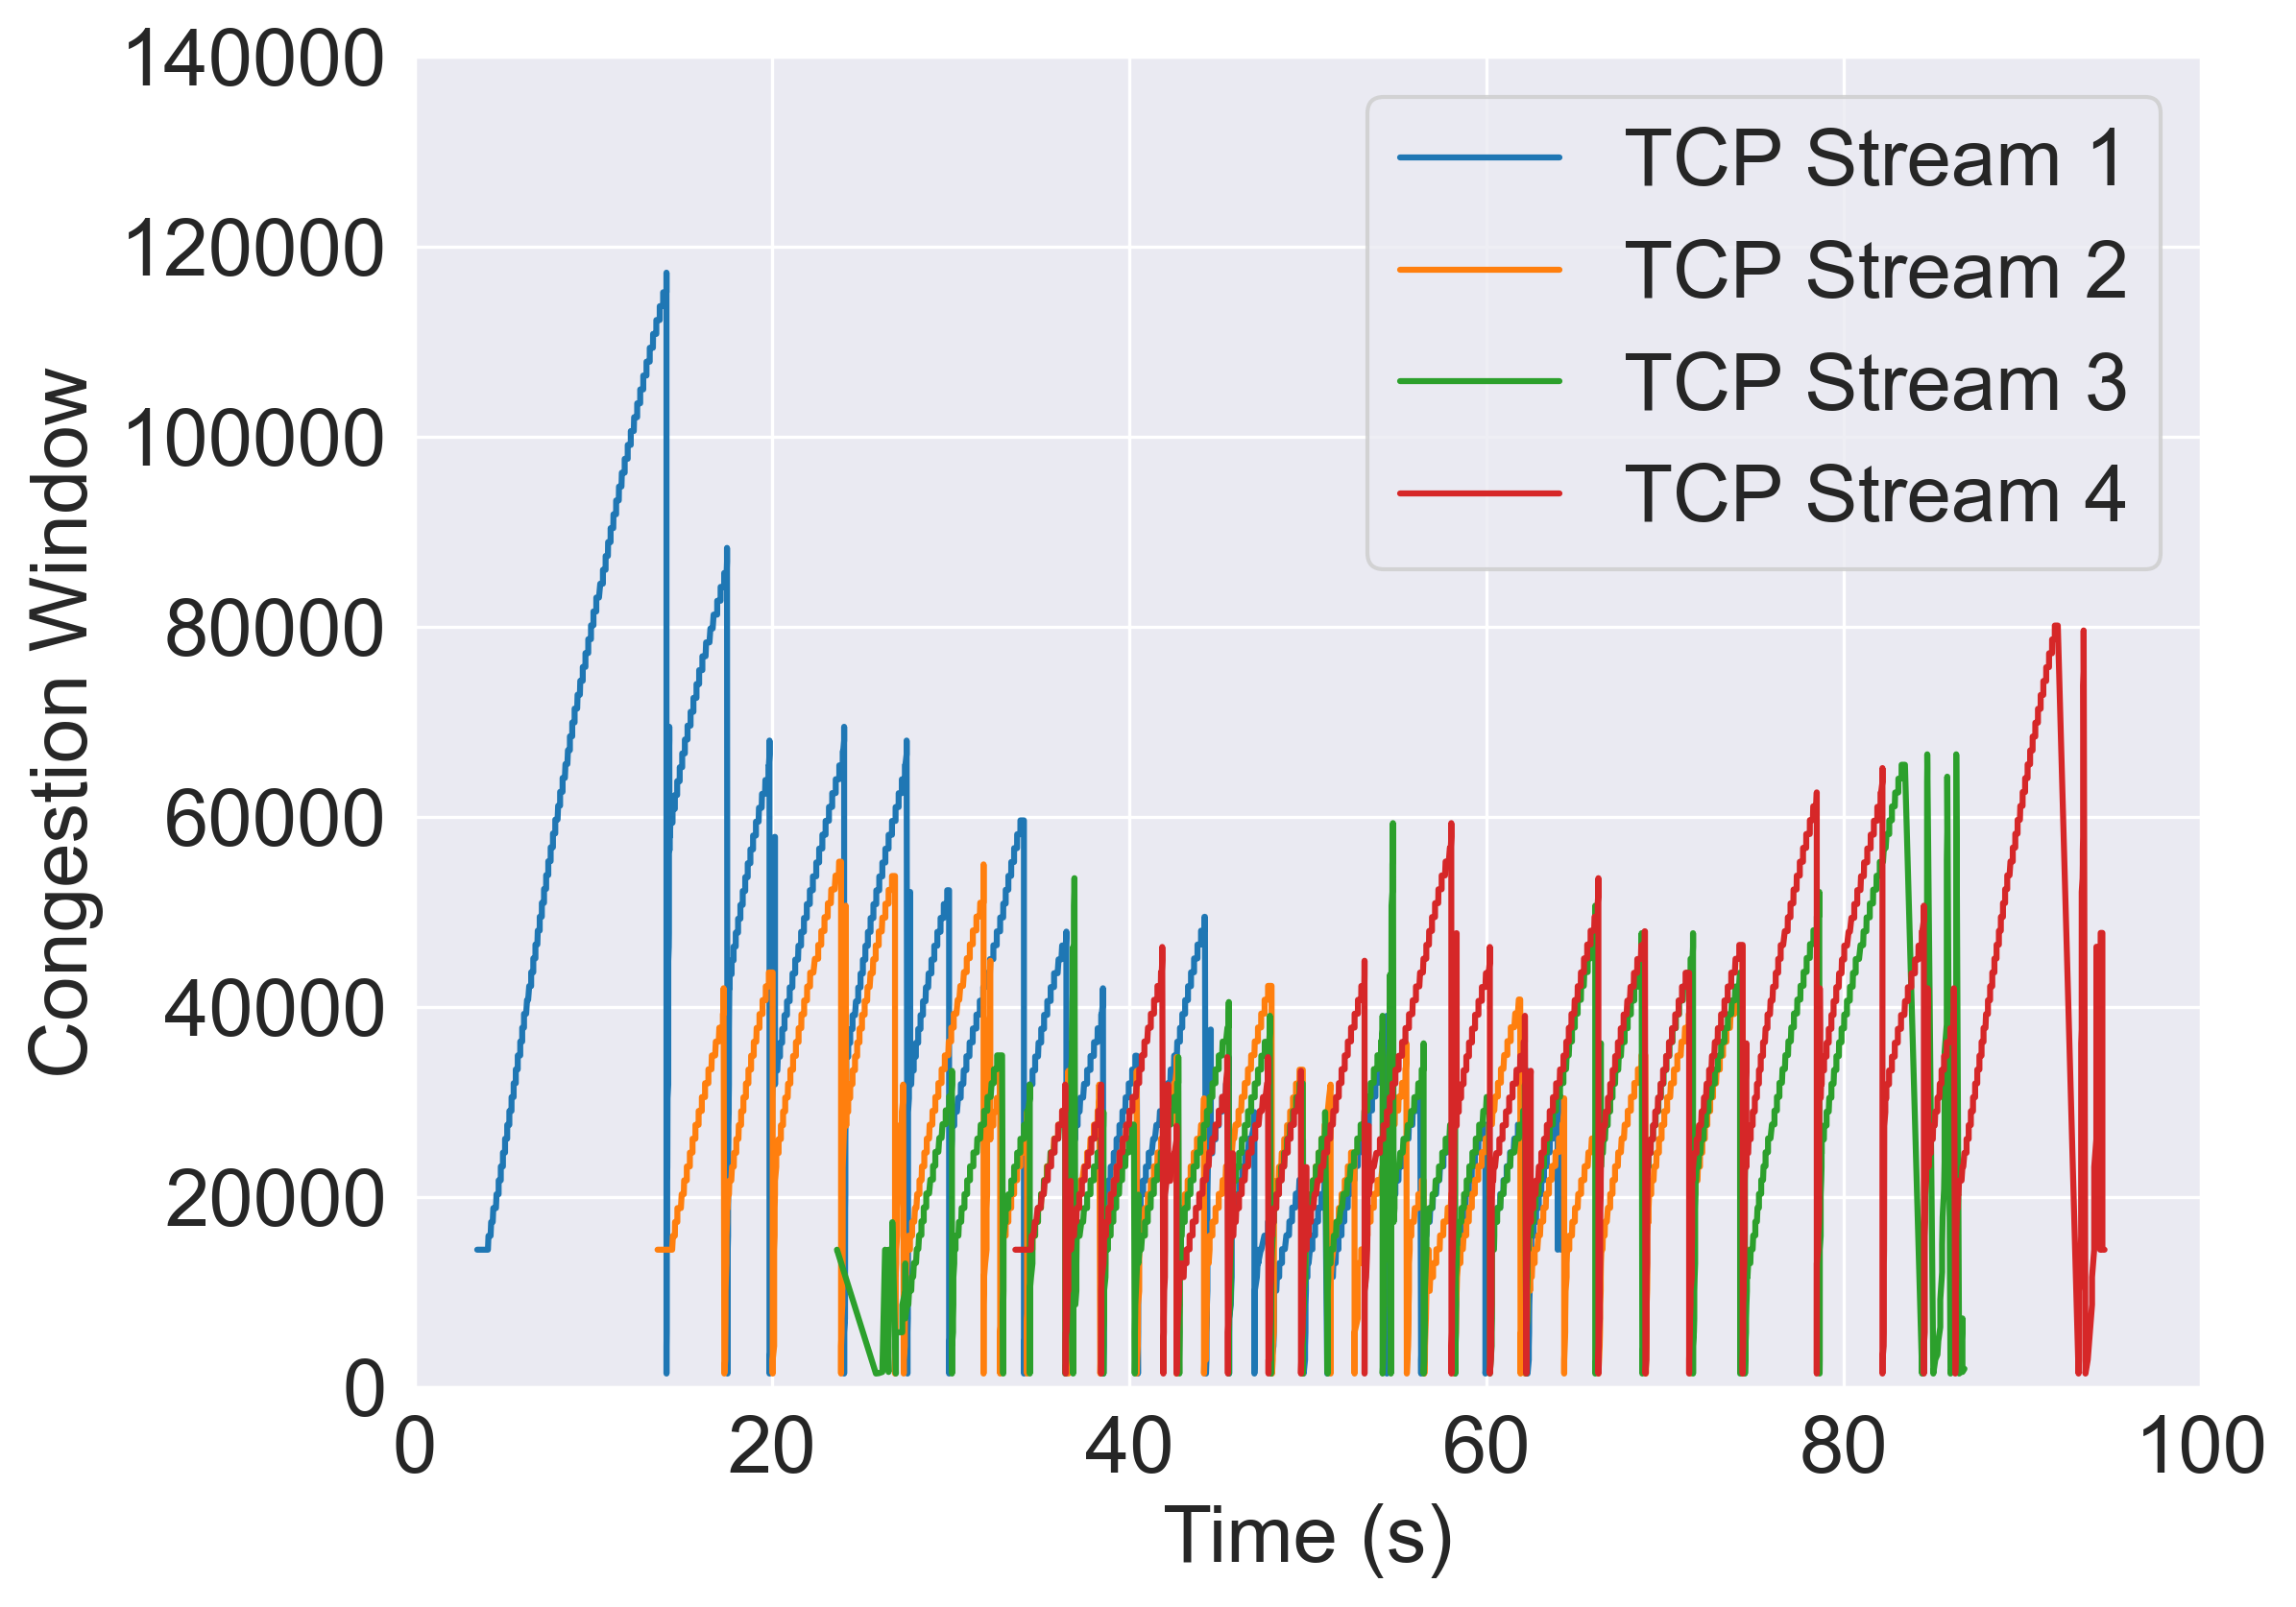 140000
120000
100000
80000
60000
40000
20000
0
Congestion Window
TCP Stream 1
TCP Stream 2
TCP Stream 3
TCP Stream 4
0 20 40 60 80 100
Time (s)